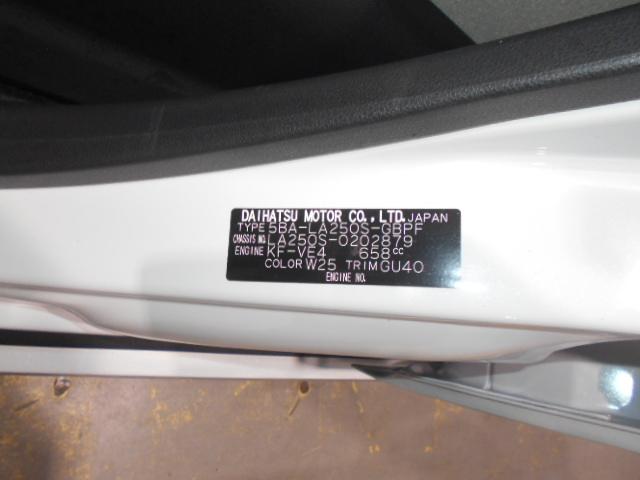 DAIHATSU MOTOR CO., LTD. JAPAN
TYPE 5BA-LA250S-GBPF
CHASSIS NO. LA250S-0202879
ENGINE KF-VE4 658cc
COLOR W25 TRIM GU40
ENGINE NO.